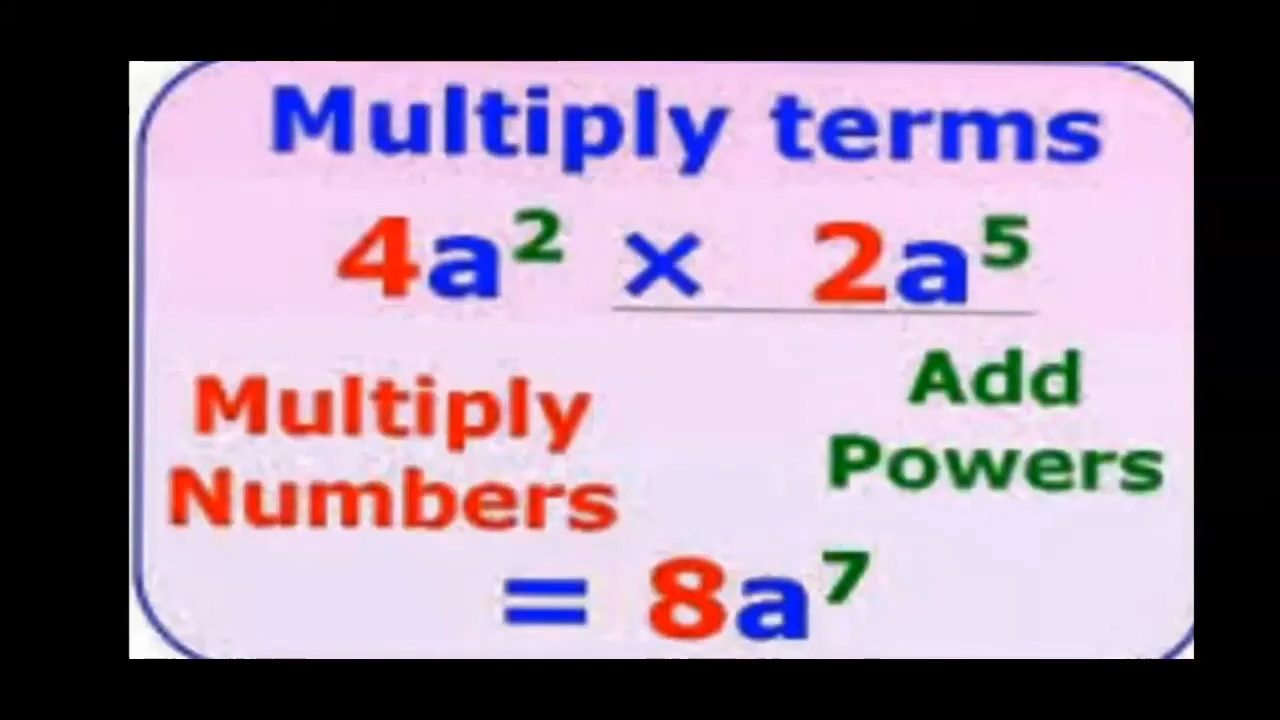 Multiply terms
4a² × 2a⁵
Multiply Numbers
Add Powers
= 8a⁷